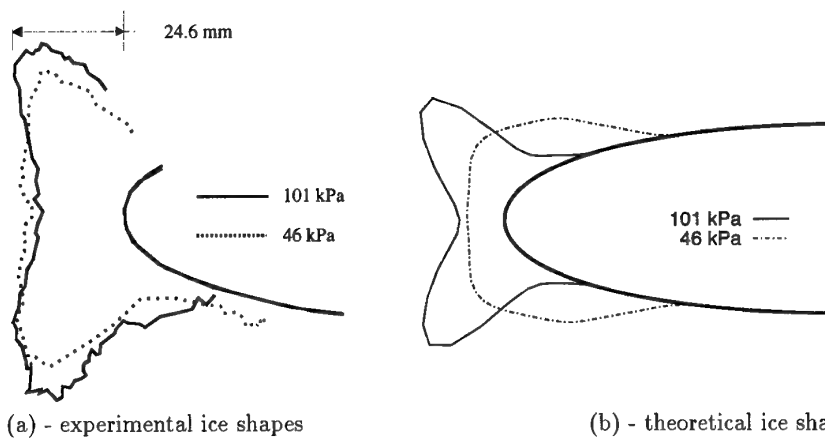 24.6 mm
101 kPa
46 kPa
101 kPa
46 kPa
(a) - experimental ice shapes
(b) - theoretical ice sha